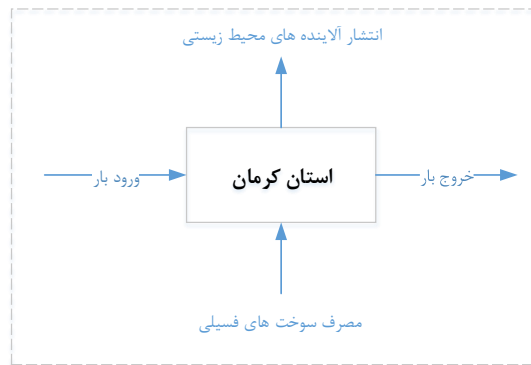 انتشار آلاینده های محیط زیستی
استان کرمان
ورود بار
خروج بار
مصرف سوخت های فسیلی